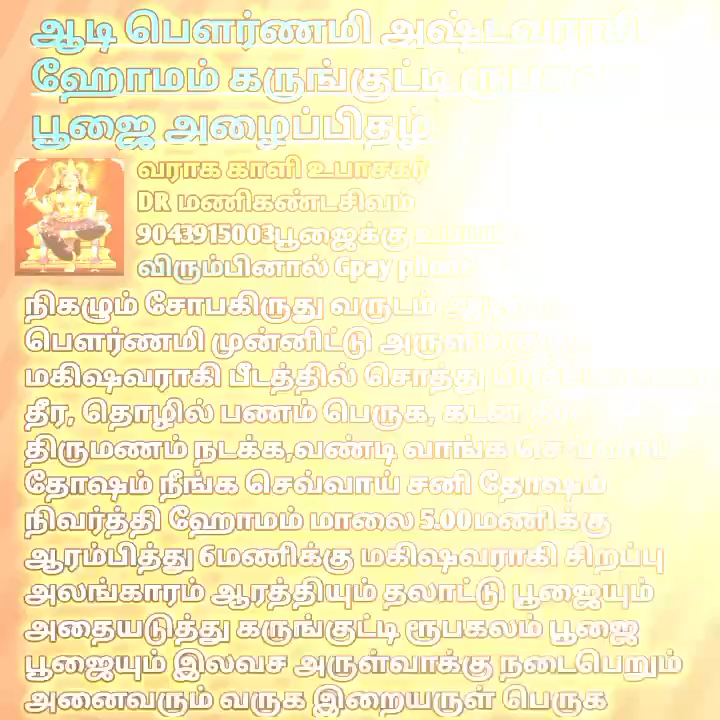 ஆடி பௌர்ணமி அஷ்டவராகி
ஹோமம் கருங்குட்டி
பூஜை அழைப்பிதழ்
வராக காளி உபாசகர்
DR மணிகண்டசிவம்
9043915003பூஜைக்கு
விரும்பினால் Gpay
நிகழும் சோபகிருது வருடம்
பௌர்ணமி முன்னிட்டு
மகிஷவராகி பீடத்தில் சொத்து
தீர, தொழில் பணம் பெருக, கடன்
திருமணம் நடக்க,வண்டி வாங்க
தோஷம் நீங்க செவ்வாய் சனி தோஷம்
நிவர்த்தி ஹோமம் மாலை 5.00மணிக்கு
ஆரம்பித்து 6மணிக்கு மகிஷவராகி சிறப்பு
அலங்காரம் ஆரத்தியும் தலாட்டு பூஜையும்
அதையடுத்து கருங்குட்டி ரூபகலம் பூஜை
பூஜையும் இலவச அருள்வாக்கு நடைபெறும்
அனைவரும் வருக இறையருள் பெருக